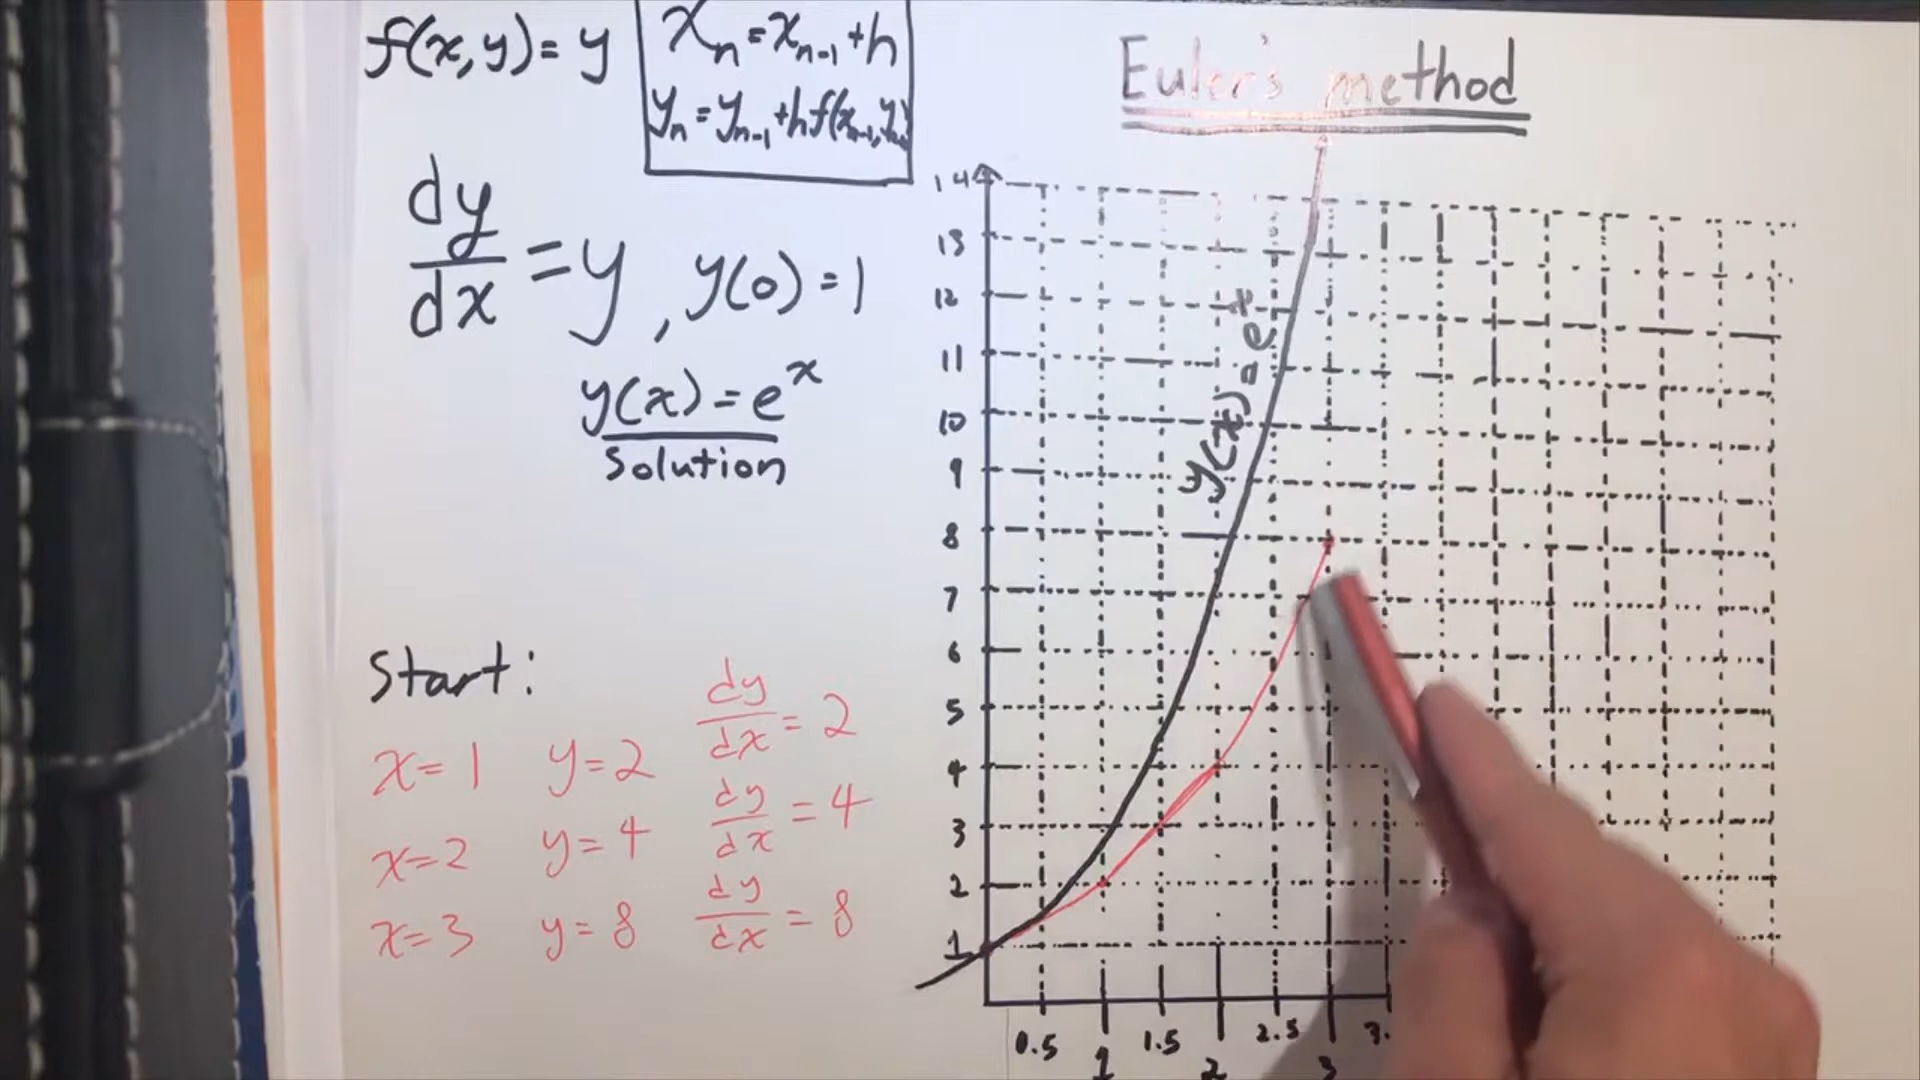 f(x,y)=y
xₙ=xₙ₋₁+h
yₙ=yₙ₋₁+hf(xₙ₋₁,yₙ₋₁)
Euler's method
dy/dx=y, y(0)=1
y(x)=eˣ
Solution
Start:
dy/dx=2
x=1 y=2
dy/dx=4
x=2 y=4
dy/dx=8
x=3 y=8
14
13
12
11
10
9
8
7
6
5
4
3
2
1
y(x)=eˣ
0.5 1 1.5 2 2.5 3 3.